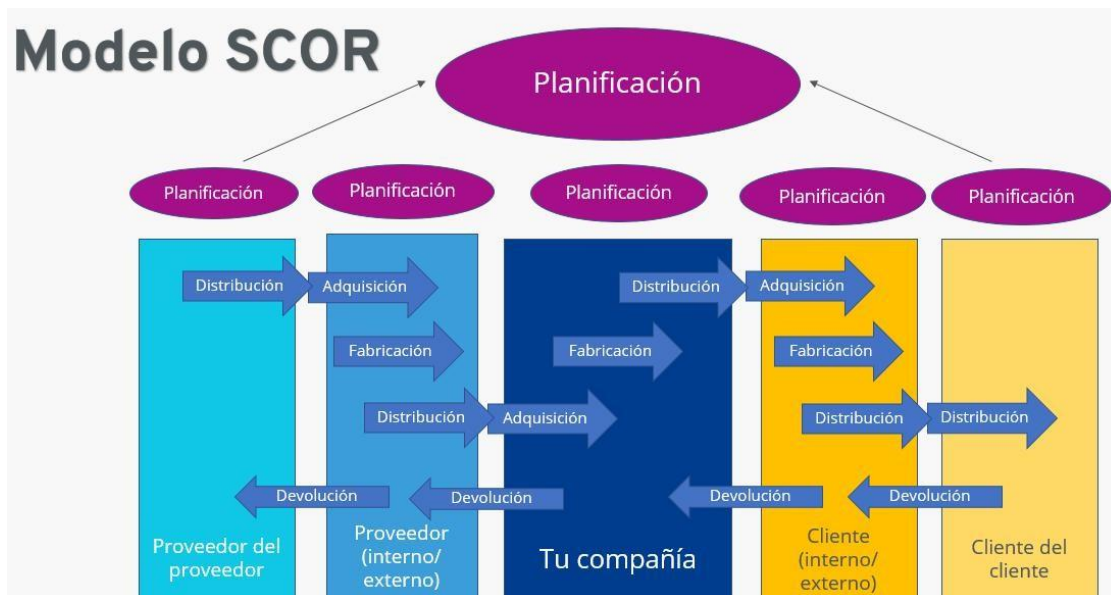 Modelo SCOR
Planificación
Planificación
Planificación
Planificación
Planificación
Planificación
Distribución
Adquisición
Distribución
Adquisición
Fabricación
Fabricación
Fabricación
Distribución
Adquisición
Distribución
Distribución
Devolución
Devolución
Devolución
Devolución
Proveedor del
proveedor
Proveedor
(interno/
externo)
Tu compañía
Cliente
(interno/
externo)
Cliente del
cliente